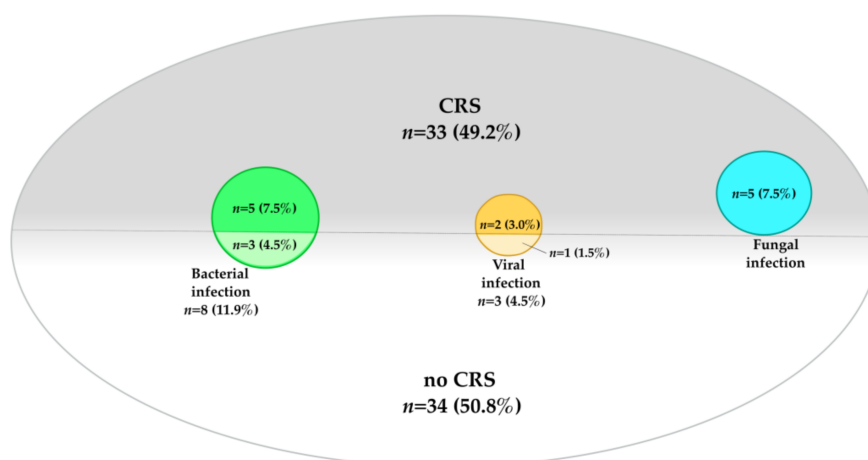 CRS
n=33 (49.2%)
n=5 (7.5%)
n=3 (4.5%)
Bacterial
infection
n=8 (11.9%)
n=2 (3.0%)
n=1 (1.5%)
Viral
infection
n=3 (4.5%)
n=5 (7.5%)
Fungal
infection
no CRS
n=34 (50.8%)